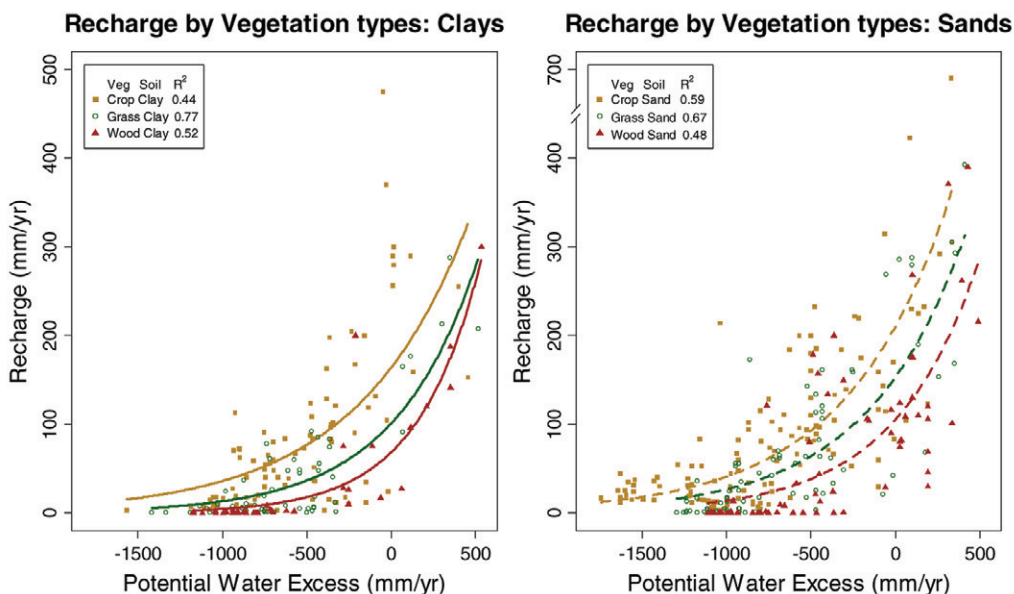 Recharge by Vegetation types: Clays
Veg Soil R²
Crop Clay 0.44
Grass Clay 0.77
Wood Clay 0.52
500
400
300
200
100
0
Recharge (mm/yr)
-1500 -1000 -500 0 500
Potential Water Excess (mm/yr)
Recharge by Vegetation types: Sands
Veg Soil R²
Crop Sand 0.59
Grass Sand 0.67
Wood Sand 0.48
700
400
300
200
100
0
Recharge (mm/yr)
-1500 -1000 -500 0 500
Potential Water Excess (mm/yr)